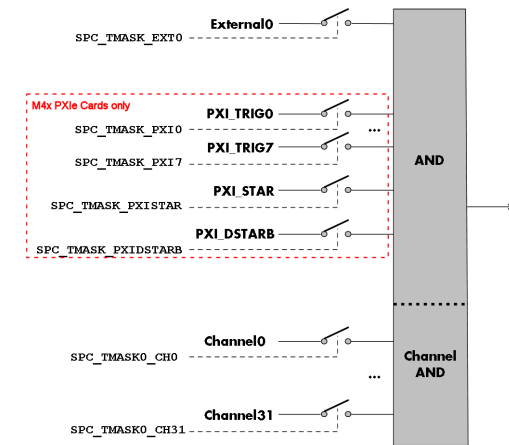 External0
SPC_TMASK_EXT0
M4x PXIe Cards only
PXI_TRIG0
SPC_TMASK_PXI0
...
PXI_TRIG7
SPC_TMASK_PXI7
AND
PXI_STAR
SPC_TMASK_PXISTAR
PXI_DSTARB
SPC_TMASK_PXIDSTARB
Channel0
SPC_TMASK0_CH0
Channel
AND
...
Channel31
SPC_TMASK0_CH31